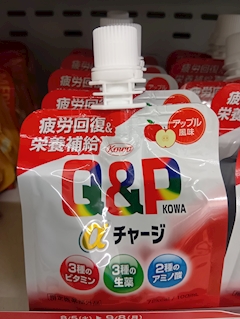 疲労回復&
栄養補給
アップル
風味
Kowa
Q&P
KOWA
αチャージ
3種の
ビタミン
3種の
生薬
2種の
アミノ酸